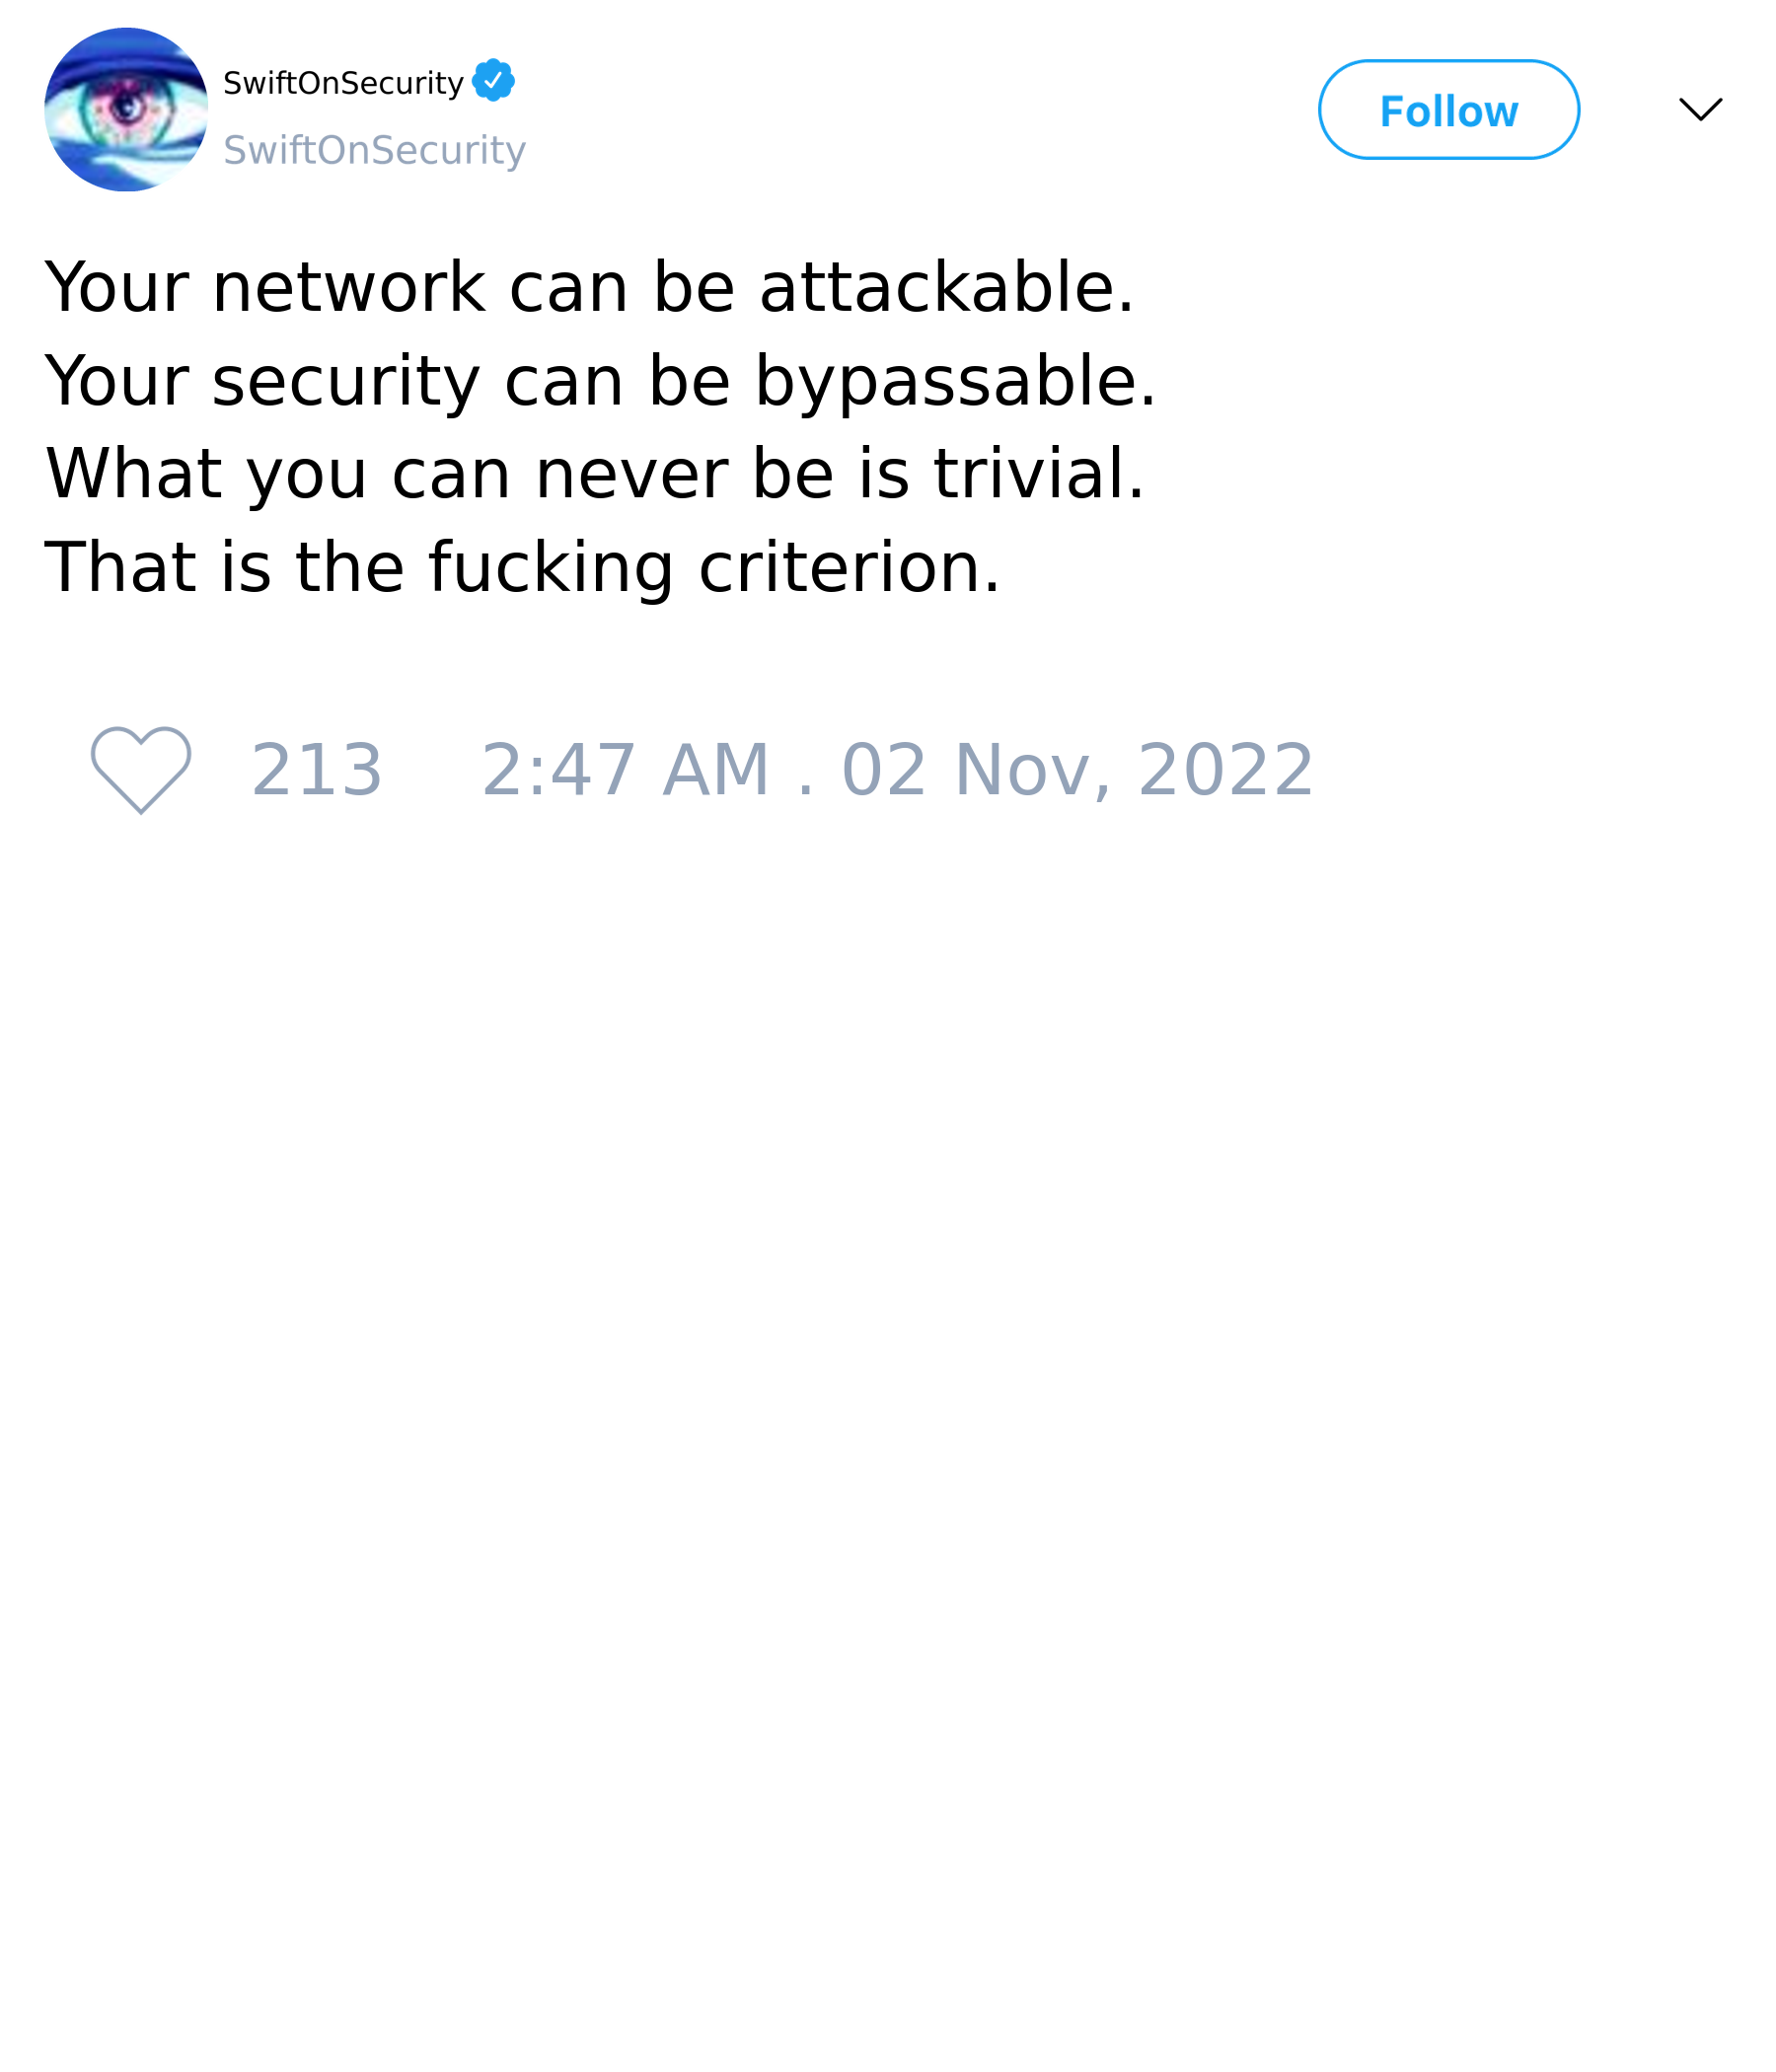 SwiftOnSecurity
Follow
SwiftOnSecurity
Your network can be attackable.
Your security can be bypassable.
What you can never be is trivial.
That is the fucking criterion.
213 2:47 AM . 02 Nov, 2022